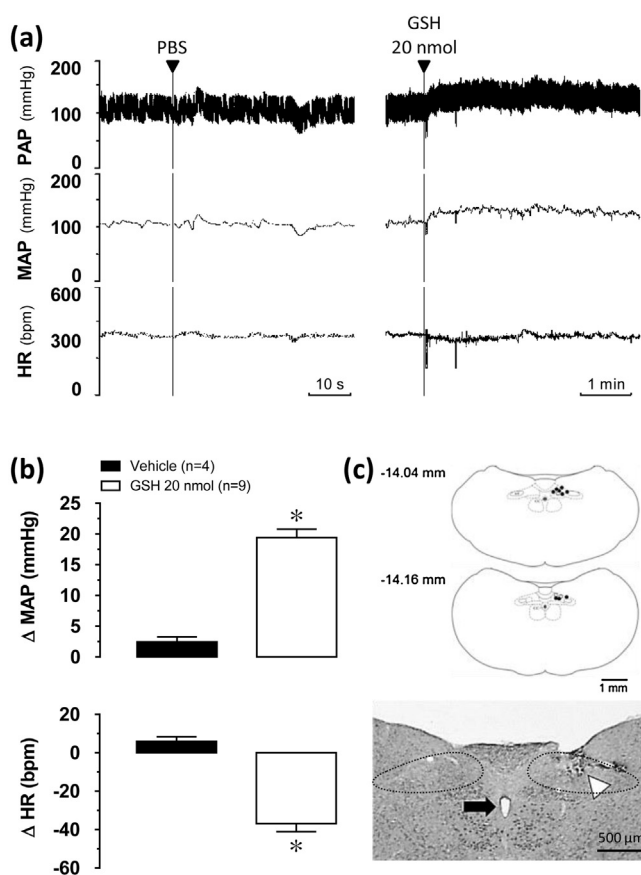 (a)
PBS
GSH
20 nmol
PAP (mmHg)
200
100
0
MAP (mmHg)
200
100
0
HR (bpm)
600
300
0
10 s
1 min
(b)
Vehicle (n=4)
GSH 20 nmol (n=9)
Δ MAP (mmHg)
25
20
15
10
5
0
*
Δ HR (bpm)
20
0
-20
-40
-60
*
(c)
-14.04 mm
-14.16 mm
1 mm
500 μm